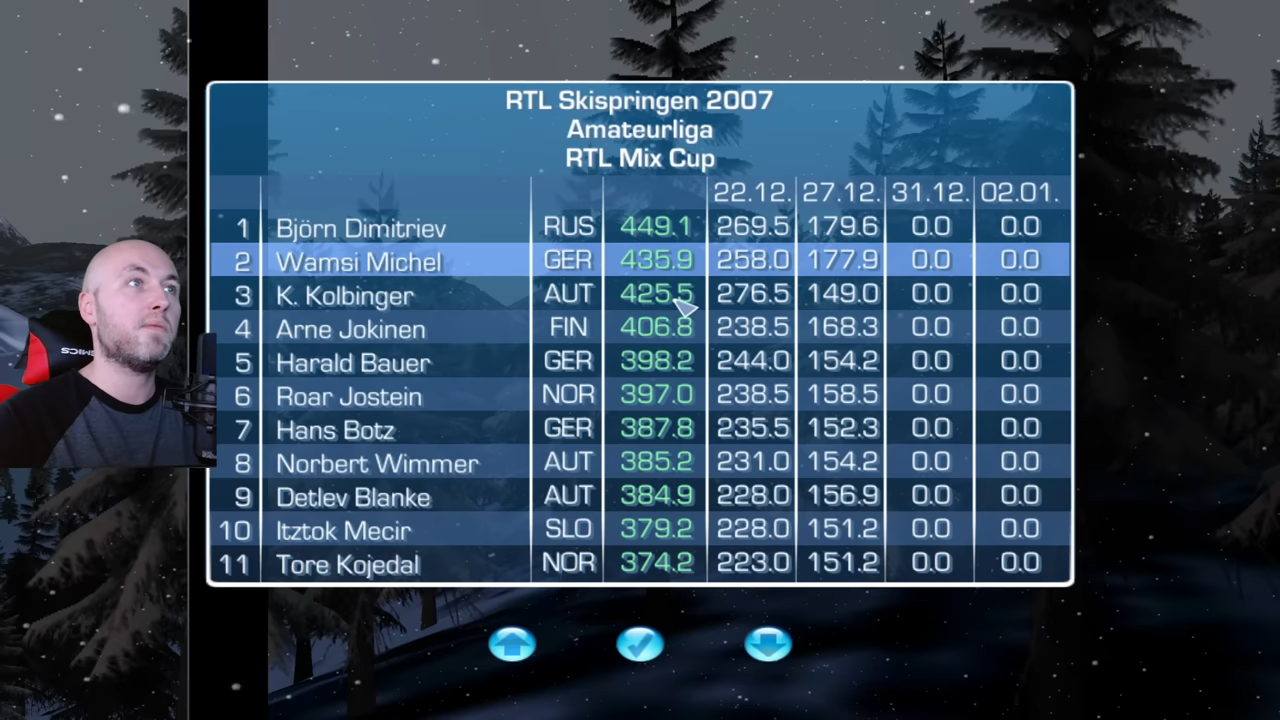 RTL Skispringen 2007
Amateurliga
RTL Mix Cup
22.12. 27.12. 31.12. 02.01.
1 Björn Dimitriev RUS 449.1 269.5 179.6 0.0 0.0
2 Wamsi Michel GER 435.9 258.0 177.9 0.0 0.0
3 K. Kolbinger AUT 425.5 276.5 149.0 0.0 0.0
4 Arne Jokinen FIN 406.8 238.5 168.3 0.0 0.0
5 Harald Bauer GER 398.2 244.0 154.2 0.0 0.0
6 Roar Jostein NOR 397.0 238.5 158.5 0.0 0.0
7 Hans Botz GER 387.8 235.5 152.3 0.0 0.0
8 Norbert Wimmer AUT 385.2 231.0 154.2 0.0 0.0
9 Detlev Blanke AUT 384.9 228.0 156.9 0.0 0.0
10 Itztok Mecir SLO 379.2 228.0 151.2 0.0 0.0
11 Tore Kojedal NOR 374.2 223.0 151.2 0.0 0.0